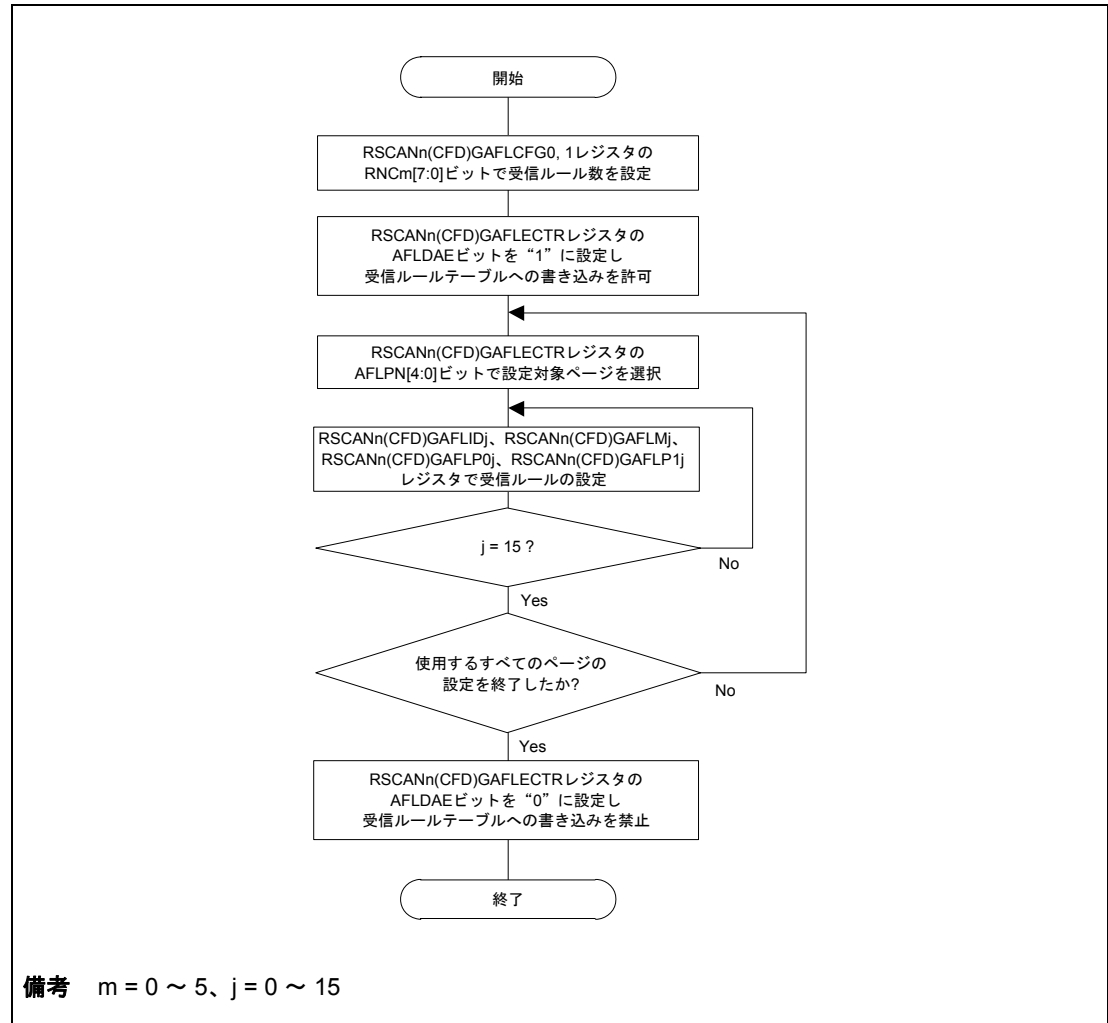 開始
RSCANn(CFD)GAFLCFG0, 1レジスタの
RNCm[7:0]ビットで受信ルール数を設定
RSCANn(CFD)GAFLECTRレジスタの
AFLDAEビットを“1”に設定し
受信ルールテーブルへの書き込みを許可
RSCANn(CFD)GAFLECTRレジスタの
AFLPN[4:0]ビットで設定対象ページを選択
RSCANn(CFD)GAFLIDj、RSCANn(CFD)GAFLMj、
RSCANn(CFD)GAFLP0j、RSCANn(CFD)GAFLP1j
レジスタで受信ルールの設定
j = 15 ?
No
Yes
使用するすべてのページの
設定を終了したか?
No
Yes
RSCANn(CFD)GAFLECTRレジスタの
AFLDAEビットを“0”に設定し
受信ルールテーブルへの書き込みを禁止
終了
備考 m = 0 ～ 5、j = 0 ～ 15